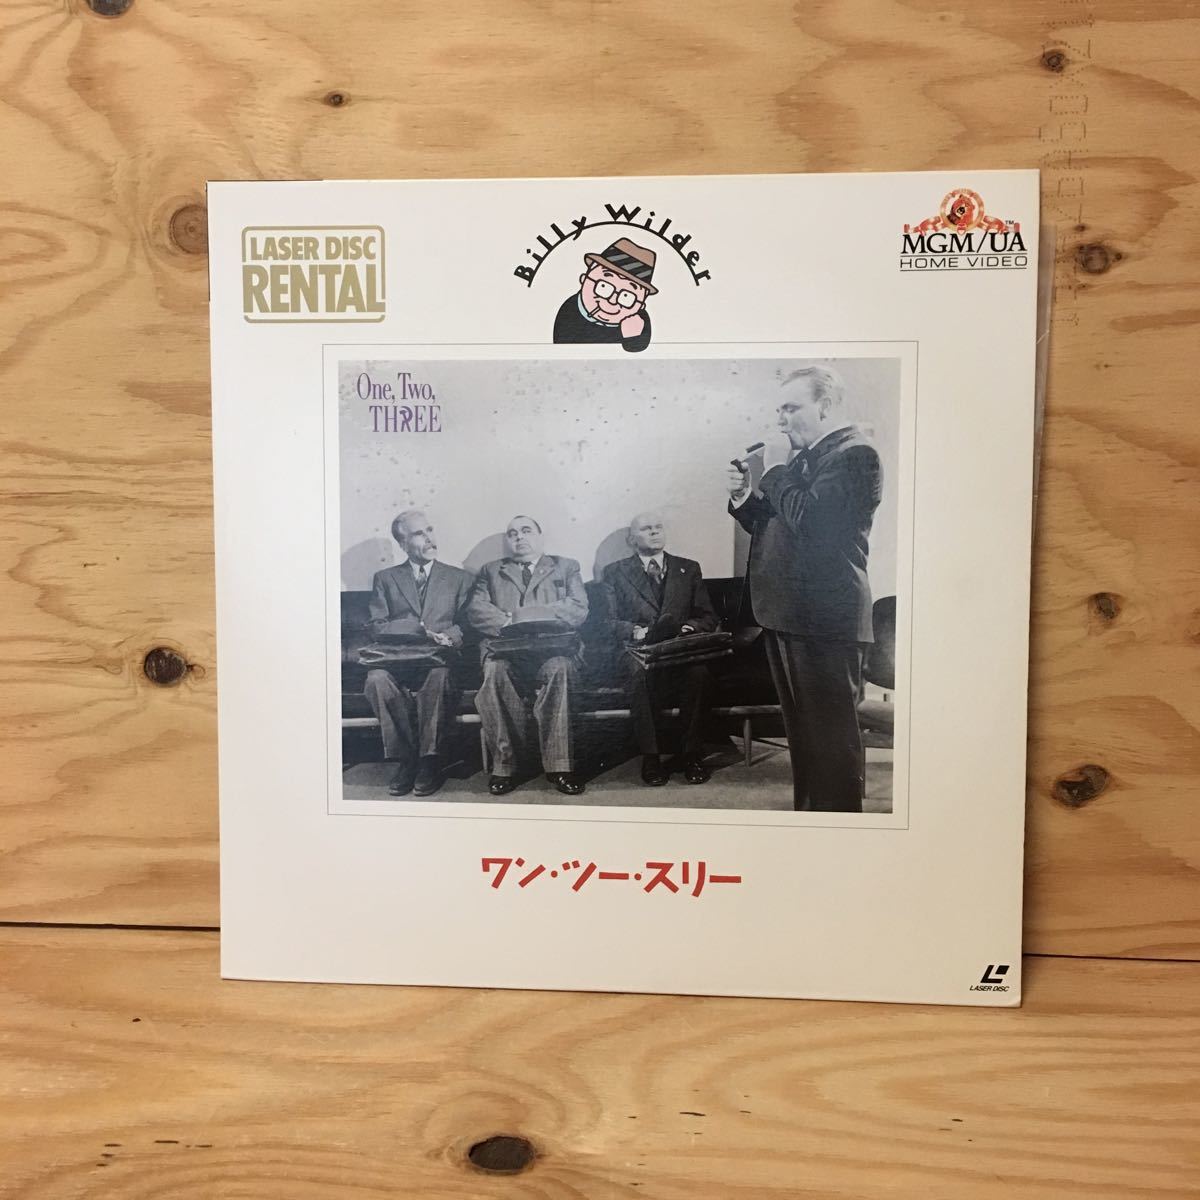 LASER DISC
RENTAL
Billy Wilder
TM
MGM/UA
HOME VIDEO
One, Two,
THREE
ワン・ツー・スリー
LASER DISC